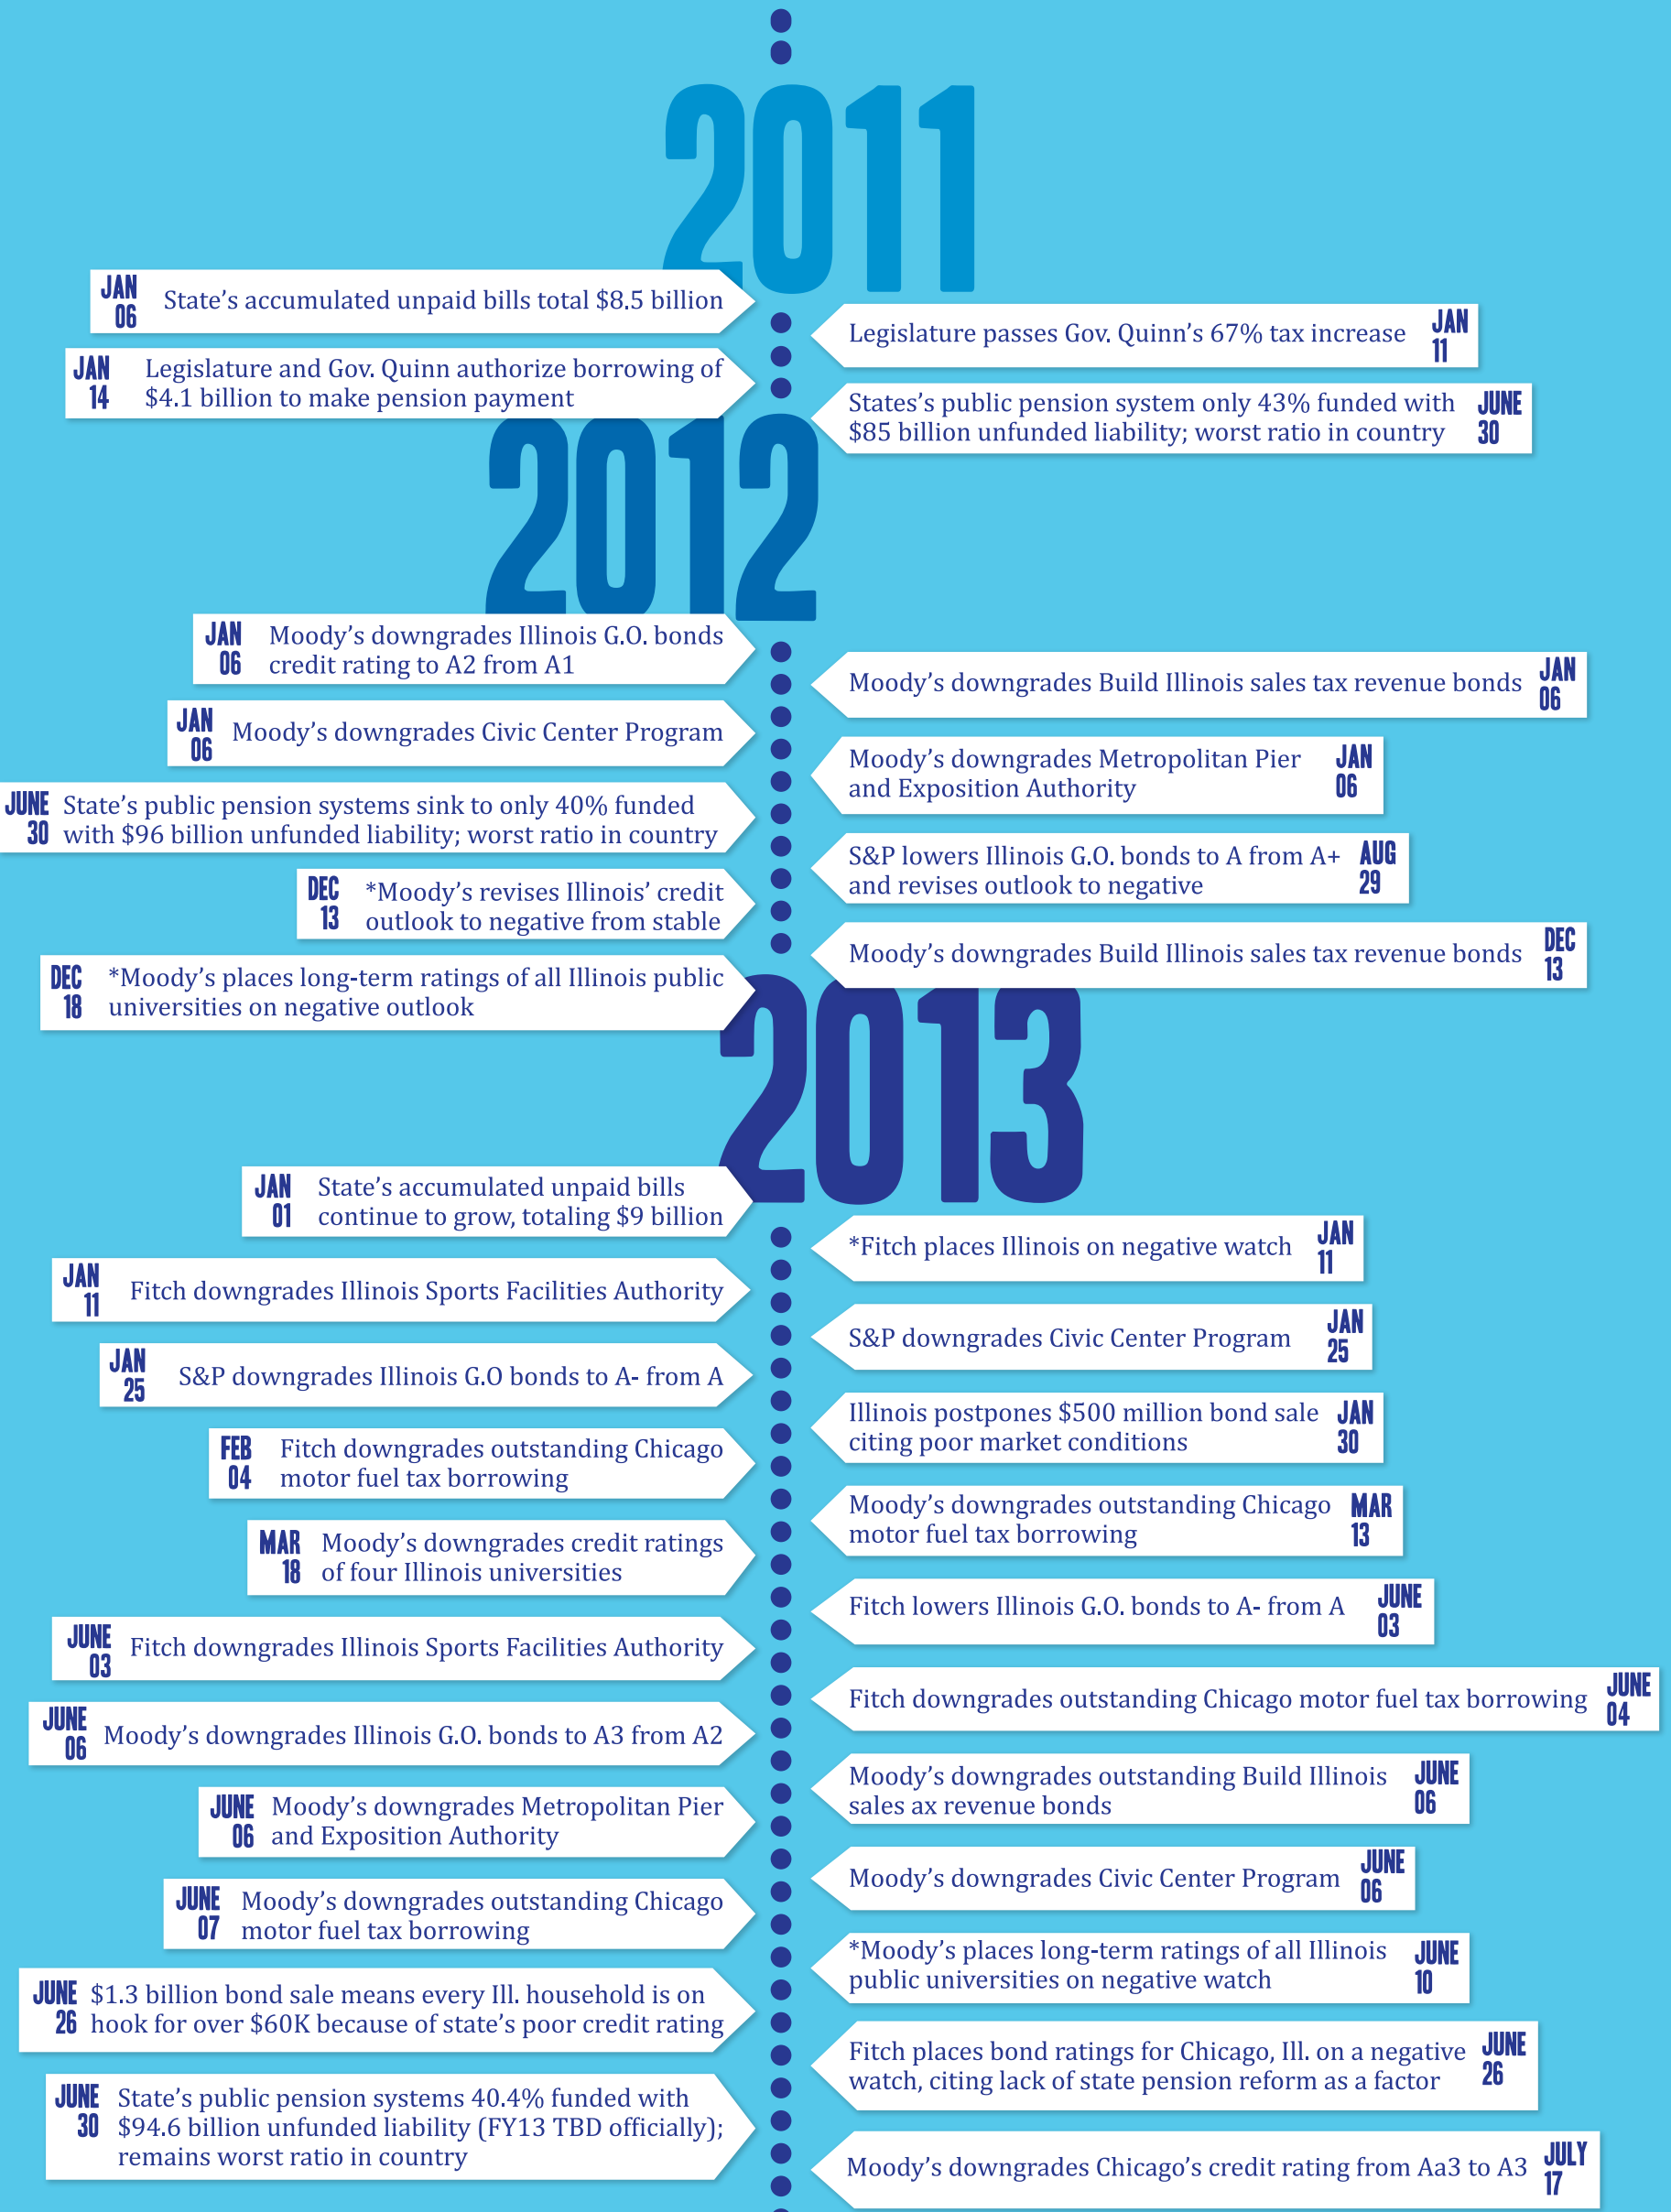 2011
JAN
06
State’s accumulated unpaid bills total $8.5 billion
Legislature passes Gov. Quinn’s 67% tax increase
JAN
11
JAN
14
Legislature and Gov. Quinn authorize borrowing of
$4.1 billion to make pension payment
States’s public pension system only 43% funded with
$85 billion unfunded liability; worst ratio in country
JUNE
30
2012
JAN
06
Moody’s downgrades Illinois G.O. bonds
credit rating to A2 from A1
Moody’s downgrades Build Illinois sales tax revenue bonds
JAN
06
JAN
06
Moody’s downgrades Civic Center Program
Moody’s downgrades Metropolitan Pier
and Exposition Authority
JAN
06
JUNE
30
State’s public pension systems sink to only 40% funded
with $96 billion unfunded liability; worst ratio in country
S&P lowers Illinois G.O. bonds to A from A+
and revises outlook to negative
AUG
29
DEC
13
*Moody’s revises Illinois’ credit
outlook to negative from stable
Moody’s downgrades Build Illinois sales tax revenue bonds
DEC
13
DEC
18
*Moody’s places long-term ratings of all Illinois public
universities on negative outlook
2013
JAN
01
State’s accumulated unpaid bills
continue to grow, totaling $9 billion
*Fitch places Illinois on negative watch
JAN
11
JAN
11
Fitch downgrades Illinois Sports Facilities Authority
S&P downgrades Civic Center Program
JAN
25
JAN
25
S&P downgrades Illinois G.O bonds to A- from A
Illinois postpones $500 million bond sale
citing poor market conditions
JAN
30
FEB
04
Fitch downgrades outstanding Chicago
motor fuel tax borrowing
Moody’s downgrades outstanding Chicago
motor fuel tax borrowing
MAR
13
MAR
18
Moody’s downgrades credit ratings
of four Illinois universities
Fitch lowers Illinois G.O. bonds to A- from A
JUNE
03
JUNE
03
Fitch downgrades Illinois Sports Facilities Authority
Fitch downgrades outstanding Chicago motor fuel tax borrowing
JUNE
04
JUNE
06
Moody’s downgrades Illinois G.O. bonds to A3 from A2
Moody’s downgrades outstanding Build Illinois
sales ax revenue bonds
JUNE
06
JUNE
06
Moody’s downgrades Metropolitan Pier
and Exposition Authority
Moody’s downgrades Civic Center Program
JUNE
06
JUNE
07
Moody’s downgrades outstanding Chicago
motor fuel tax borrowing
*Moody’s places long-term ratings of all Illinois
public universities on negative watch
JUNE
10
JUNE
26
$1.3 billion bond sale means every Ill. household is on
hook for over $60K because of state’s poor credit rating
Fitch places bond ratings for Chicago, Ill. on a negative
watch, citing lack of state pension reform as a factor
JUNE
26
JUNE
30
State’s public pension systems 40.4% funded with
$94.6 billion unfunded liability (FY13 TBD officially);
remains worst ratio in country
Moody’s downgrades Chicago’s credit rating from Aa3 to A3
JULY
17